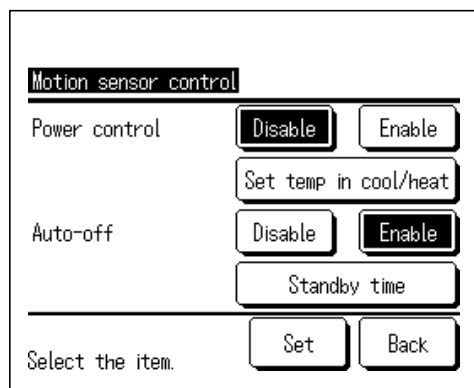 Motion sensor control
Power control Disable Enable
Set temp in cool/heat
Auto-off Disable Enable
Standby time
Select the item. Set Back